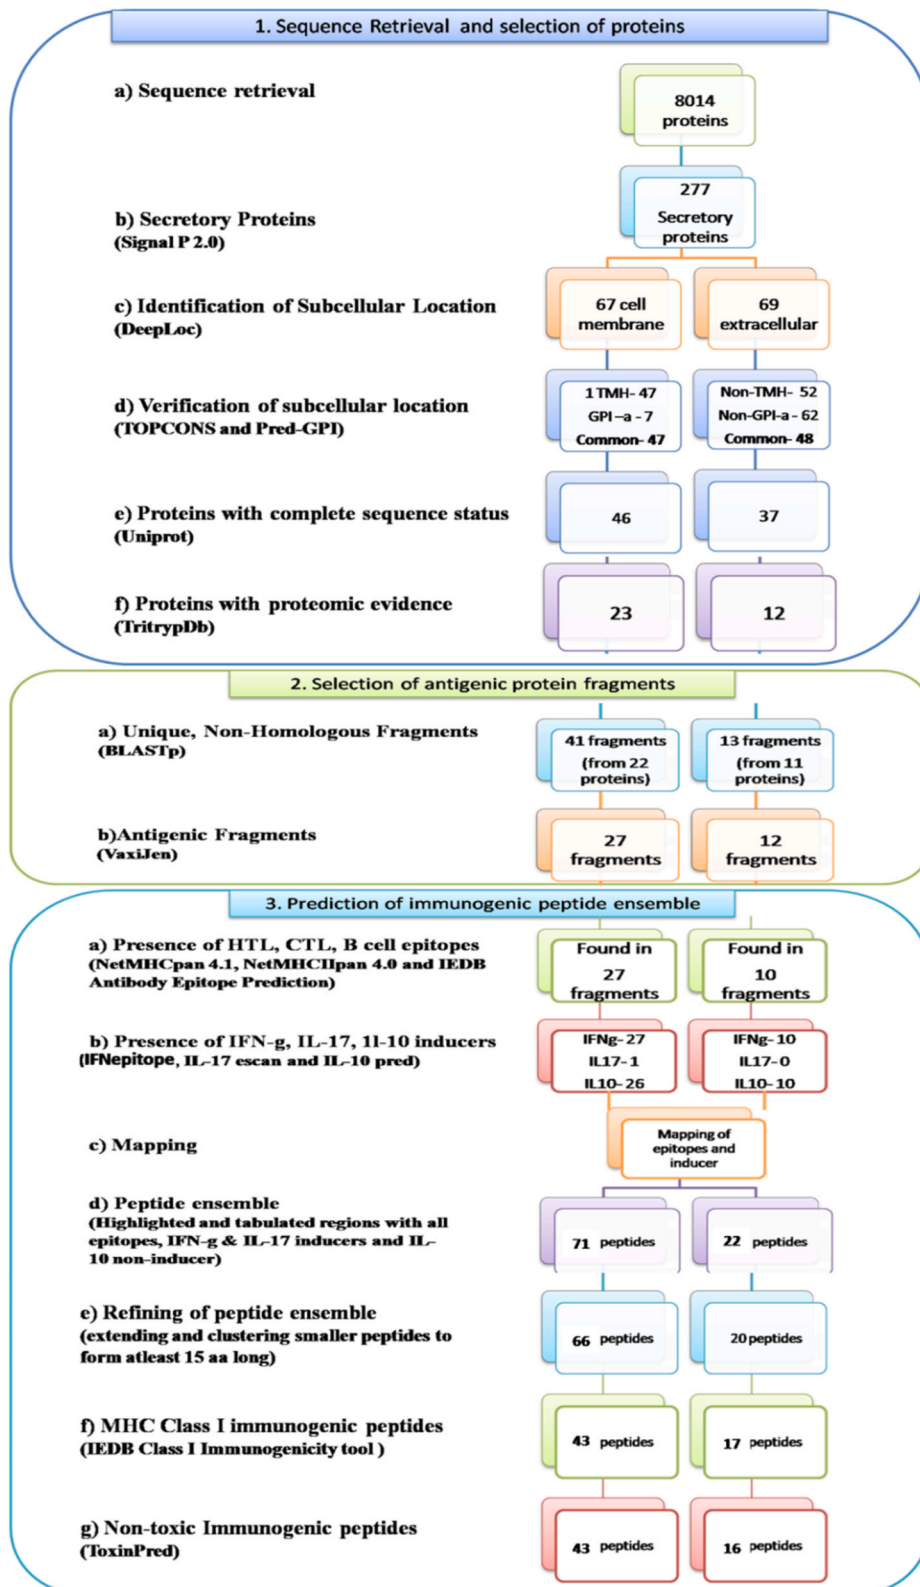 1. Sequence Retrieval and selection of proteins
a) Sequence retrieval
8014
proteins
b) Secretory Proteins
(Signal P 2.0)
277
Secretory
proteins
c) Identification of Subcellular Location
(DeepLoc)
67 cell
membrane
69
extracellular
d) Verification of subcellular location
(TOPCONS and Pred-GPI)
1 TMH- 47
GPI -a - 7
Common- 47
Non-TMH- 52
Non-GPI-a - 62
Common- 48
e) Proteins with complete sequence status
(Uniprot)
46
37
f) Proteins with proteomic evidence
(TritrypDb)
23
12
2. Selection of antigenic protein fragments
a) Unique, Non-Homologous Fragments
(BLASTp)
41 fragments
(from 22
proteins)
13 fragments
(from 11
proteins)
b)Antigenic Fragments
(VaxiJen)
27
fragments
12
fragments
3. Prediction of immunogenic peptide ensemble
a) Presence of HTL, CTL, B cell epitopes
(NetMHCpan 4.1, NetMHCIIpan 4.0 and IEDB
Antibody Epitope Prediction)
Found in
27
fragments
Found in
10
fragments
b) Presence of IFN-g, IL-17, 1l-10 inducers
(IFNepitope, IL-17 escan and IL-10 pred)
IFNg- 27
IL17- 1
IL10- 26
IFNg- 10
IL17- 0
IL10- 10
c) Mapping
Mapping of
epitopes and
inducer
d) Peptide ensemble
(Highlighted and tabulated regions with all
epitopes, IFN-g & IL-17 inducers and IL-
10 non-inducer)
71 peptides
22 peptides
e) Refining of peptide ensemble
(extending and clustering smaller peptides to
form atleast 15 aa long)
66 peptides
20 peptides
f) MHC Class I immunogenic peptides
(IEDB Class I Immunogenicity tool )
43 peptides
17 peptides
g) Non-toxic Immunogenic peptides
(ToxinPred)
43 peptides
16 peptides